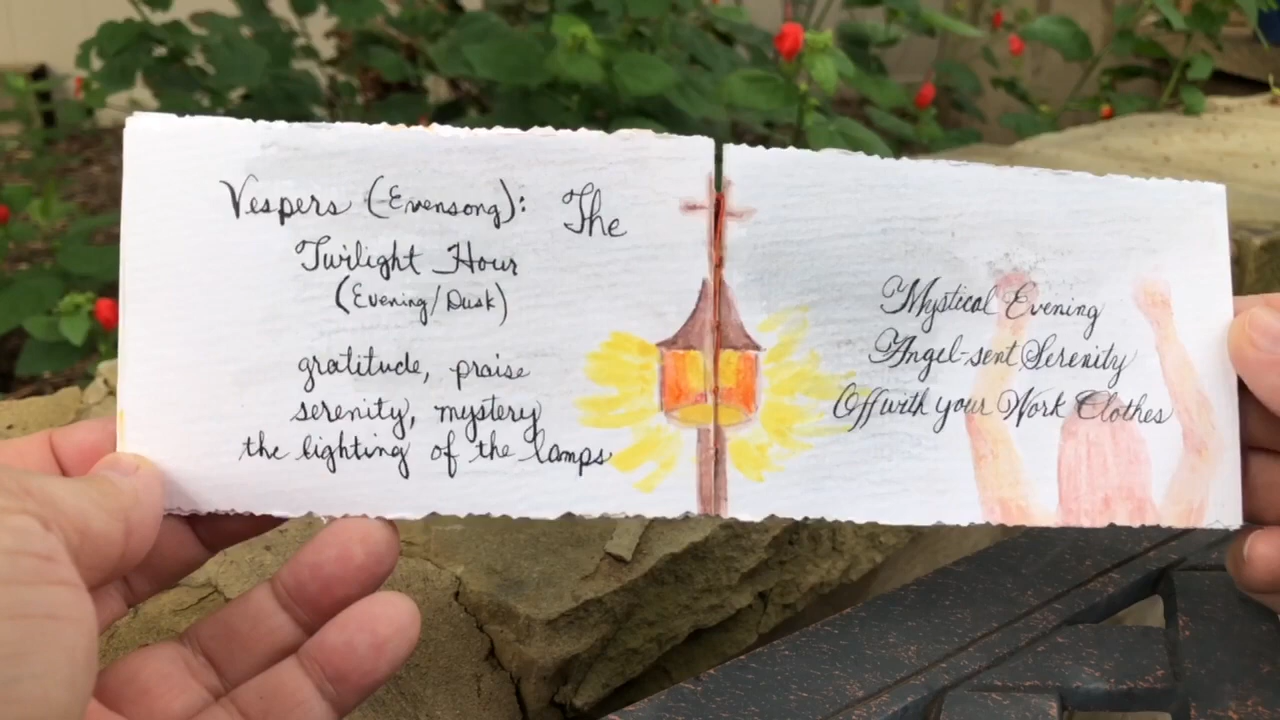 Vespers (Evensong): The
Twilight Hour
(Evening/Dusk)
gratitude, praise
serenity, mystery
the lighting of the lamps
Mystical Evening
Angel-sent Serenity
Off with your Work Clothes